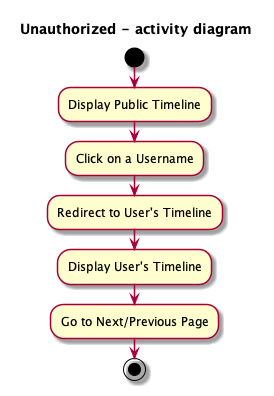 Unauthorized - activity diagram
Display Public Timeline
Click on a Username
Redirect to User's Timeline
Display User's Timeline
Go to Next/Previous Page